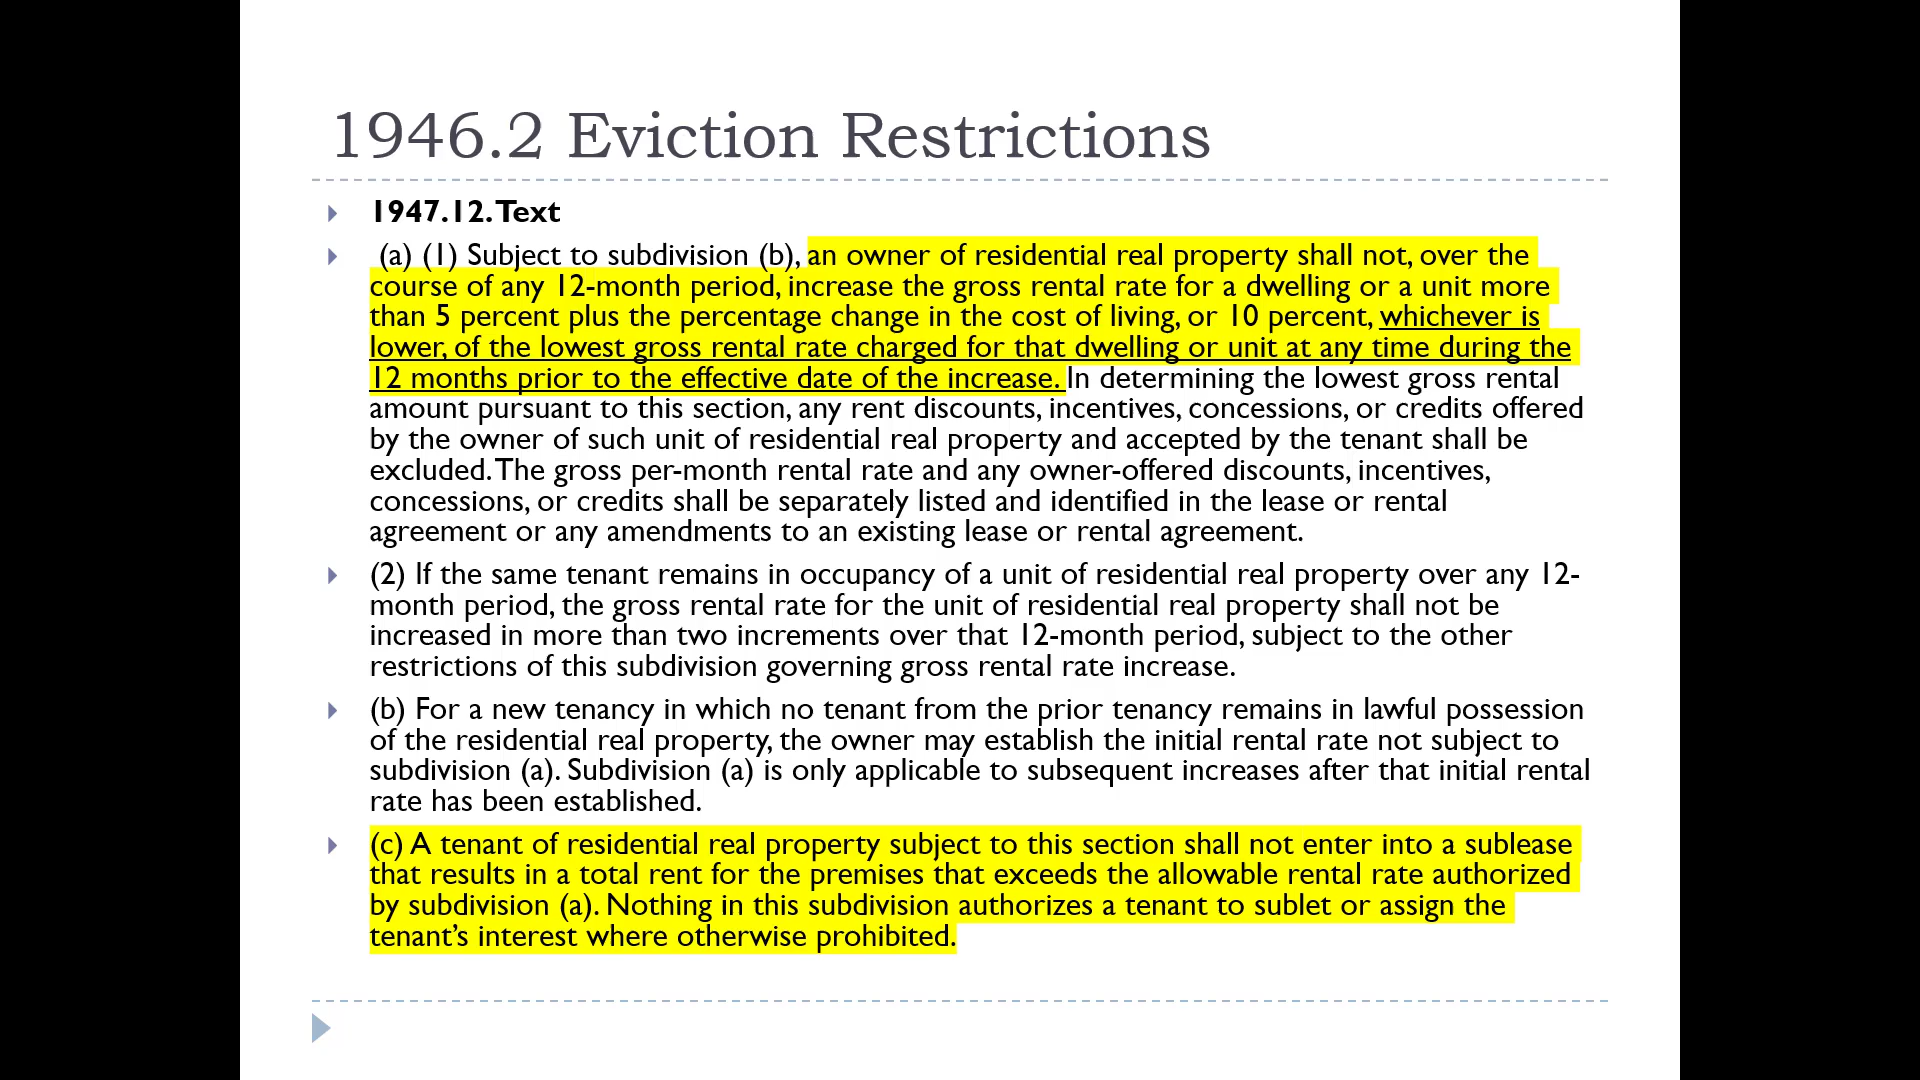 1946.2 Eviction Restrictions
1947.12. Text
(a) (1) Subject to subdivision (b), an owner of residential real property shall not, over the
course of any 12-month period, increase the gross rental rate for a dwelling or a unit more
than 5 percent plus the percentage change in the cost of living, or 10 percent, whichever is
lower, of the lowest gross rental rate charged for that dwelling or unit at any time during the
12 months prior to the effective date of the increase. In determining the lowest gross rental
amount pursuant to this section, any rent discounts, incentives, concessions, or credits offered
by the owner of such unit of residential real property and accepted by the tenant shall be
excluded. The gross per-month rental rate and any owner-offered discounts, incentives,
concessions, or credits shall be separately listed and identified in the lease or rental
agreement or any amendments to an existing lease or rental agreement.
(2) If the same tenant remains in occupancy of a unit of residential real property over any 12-
month period, the gross rental rate for the unit of residential real property shall not be
increased in more than two increments over that 12-month period, subject to the other
restrictions of this subdivision governing gross rental rate increase.
(b) For a new tenancy in which no tenant from the prior tenancy remains in lawful possession
of the residential real property, the owner may establish the initial rental rate not subject to
subdivision (a). Subdivision (a) is only applicable to subsequent increases after that initial rental
rate has been established.
(c) A tenant of residential real property subject to this section shall not enter into a sublease
that results in a total rent for the premises that exceeds the allowable rental rate authorized
by subdivision (a). Nothing in this subdivision authorizes a tenant to sublet or assign the
tenant’s interest where otherwise prohibited.